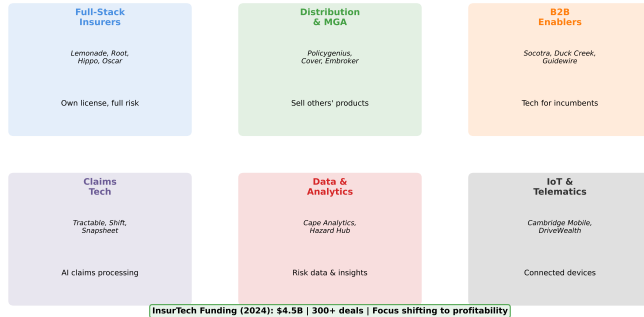 Full-Stack
Insurers
Lemonade, Root,
Hippo, Oscar
Own license, full risk
Distribution
& MGA
Policygenius,
Cover, Embroker
Sell others' products
B2B
Enablers
Socotra, Duck Creek,
Guidewire
Tech for incumbents
Claims
Tech
Tractable, Shift,
Snapsheet
AI claims processing
Data &
Analytics
Cape Analytics,
Hazard Hub
Risk data & insights
IoT &
Telematics
Cambridge Mobile,
DriveWealth
Connected devices
InsurTech Funding (2024): $4.5B | 300+ deals | Focus shifting to profitability